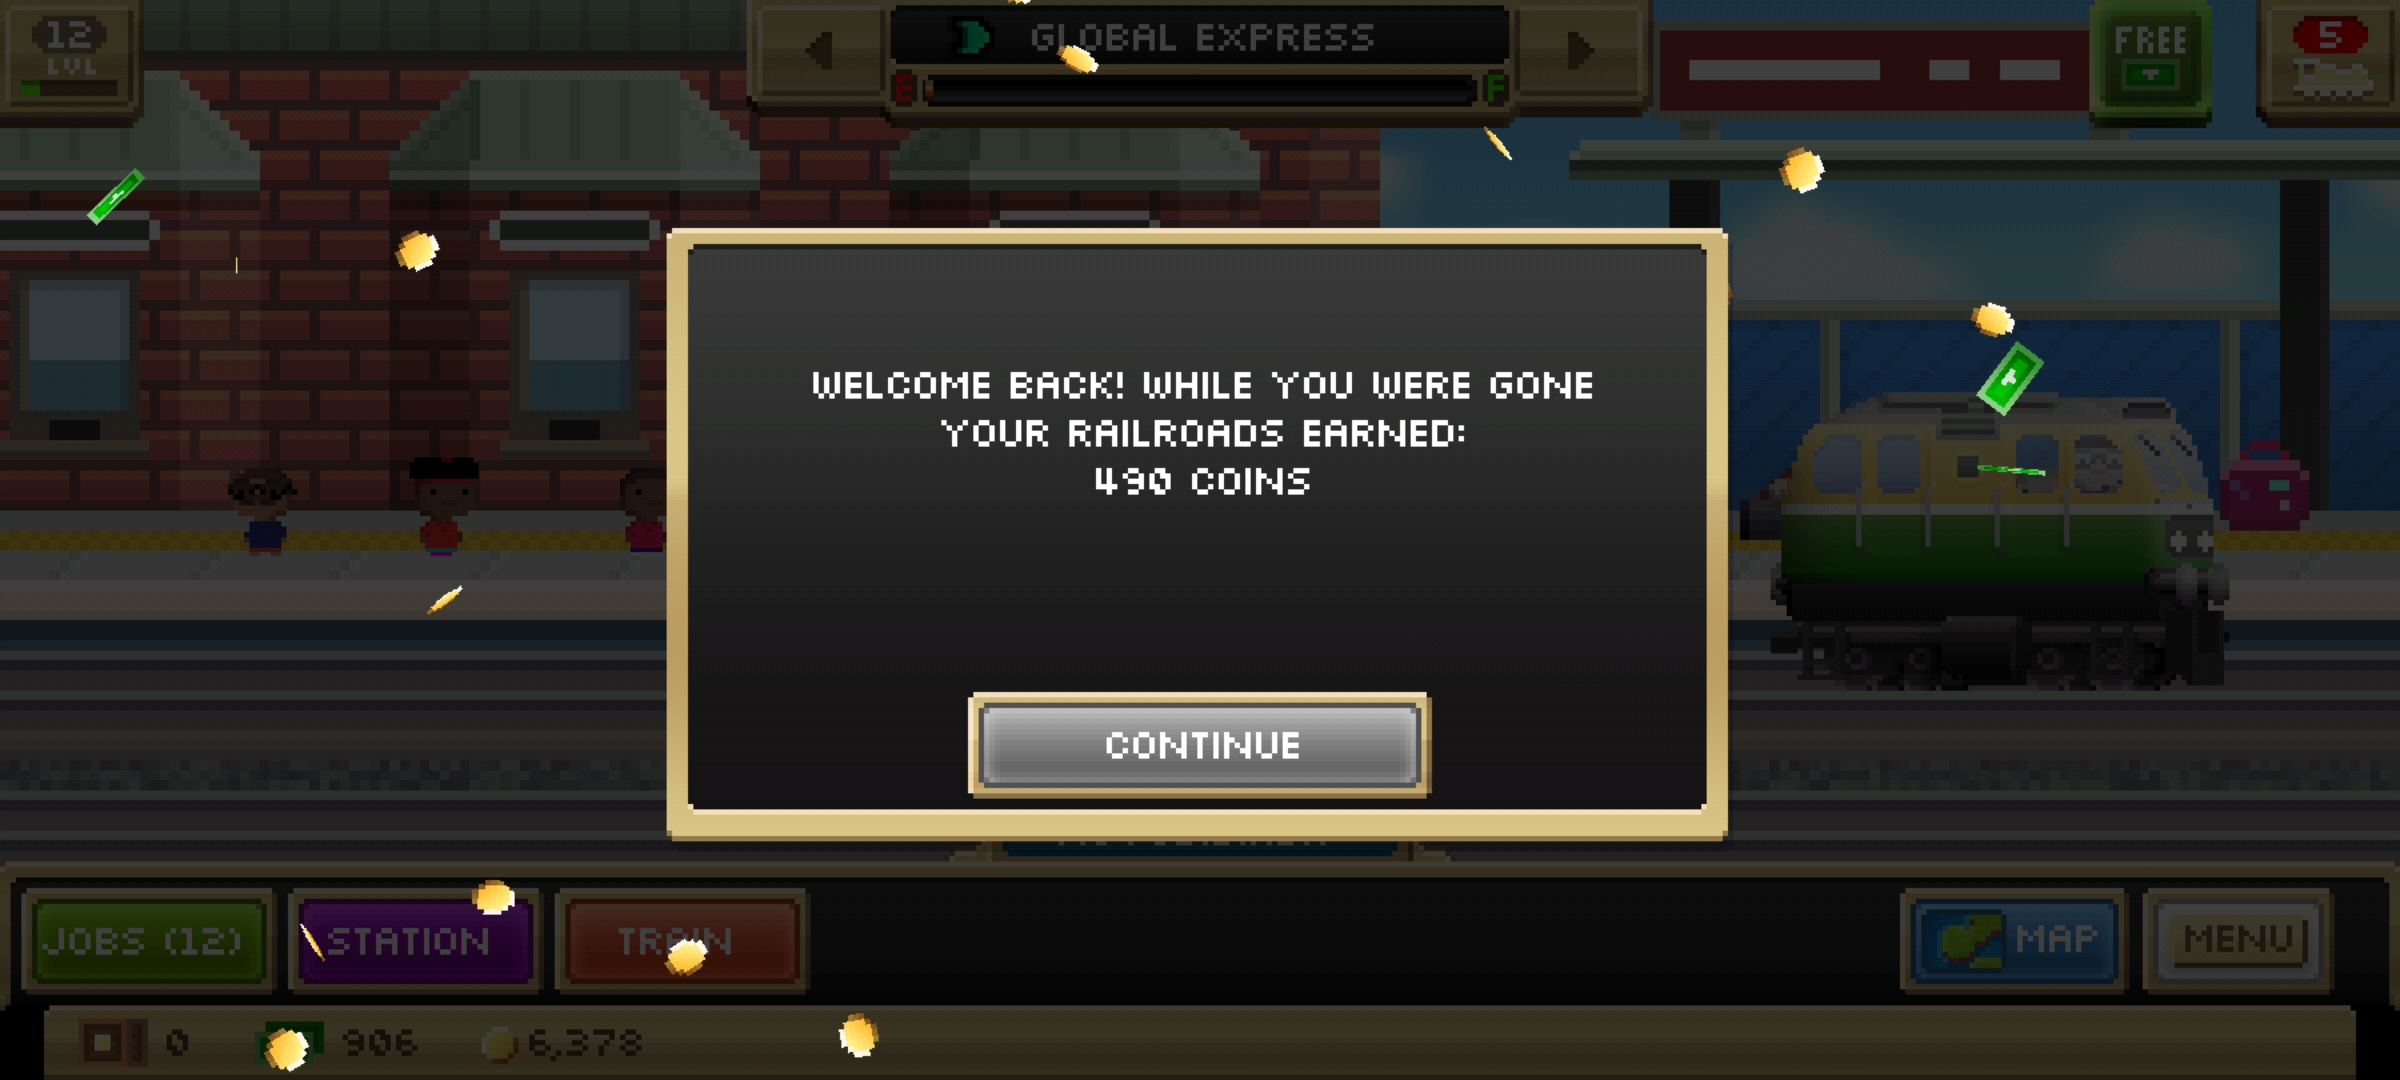 12
LVL
GLOBAL EXPRESS
E
F
FREE
5
WELCOME BACK! WHILE YOU WERE GONE
YOUR RAILROADS EARNED:
490 COINS
CONTINUE
JOBS (12)
STATION
TRAIN
MAP
MENU
0
906
6,378